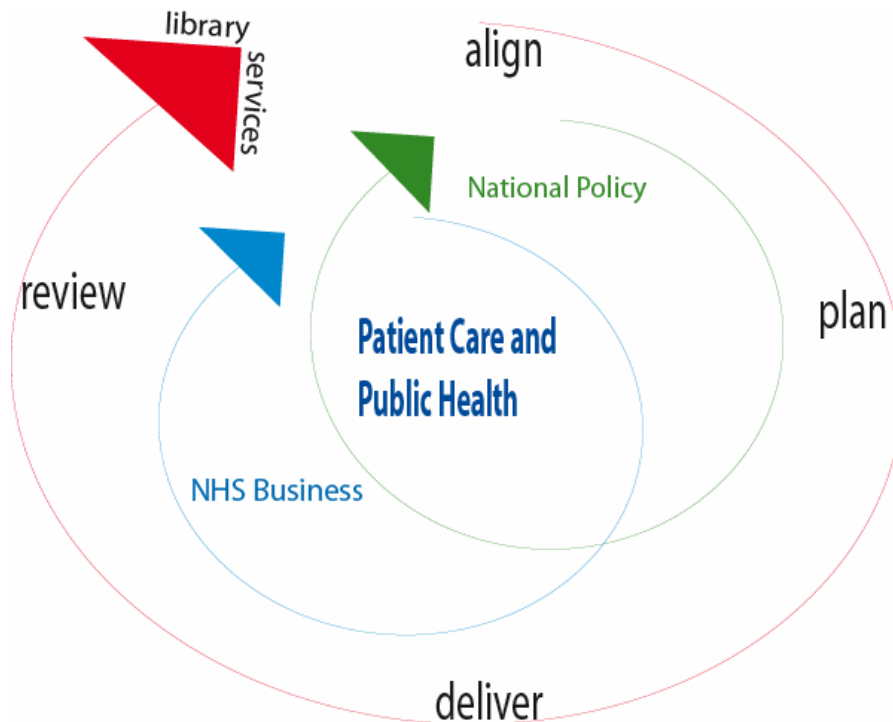 library
services
align
National Policy
review
plan
Patient Care and
Public Health
NHS Business
deliver